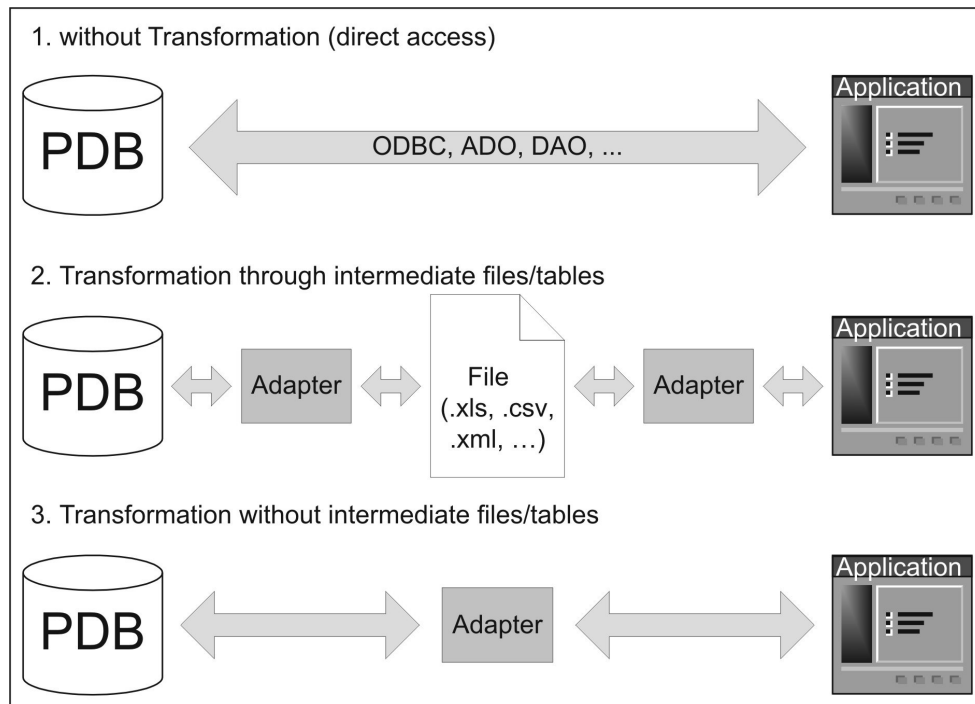 1. without Transformation (direct access)
PDB
ODBC, ADO, DAO, ...
Application
2. Transformation through intermediate files/tables
PDB
Adapter
File
(.xls, .csv,
.xml, …)
Adapter
Application
3. Transformation without intermediate files/tables
PDB
Adapter
Application